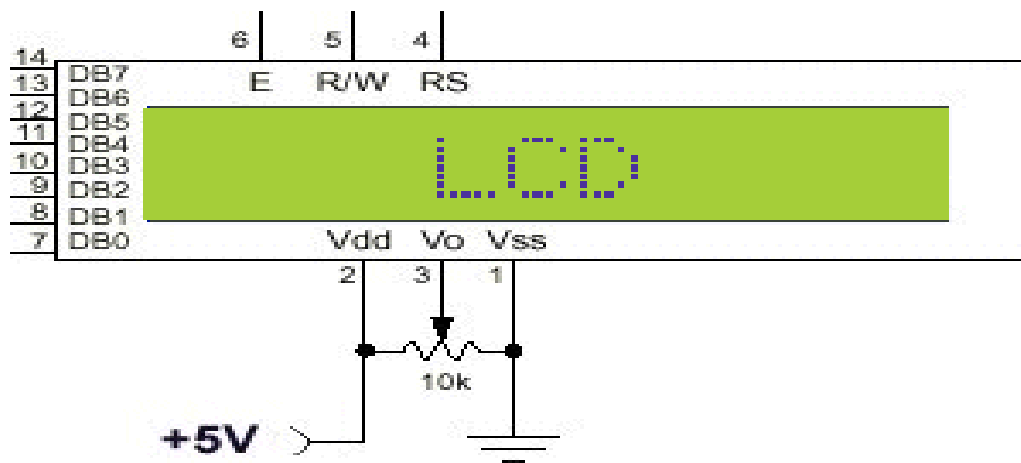 6 5 4
14 DB7 E R/W RS
13 DB6
12 DB5
11 DB4
10 DB3
9 DB2
8 DB1
7 DB0
LCD
Vdd Vo Vss
2 3 1
10k
+5V